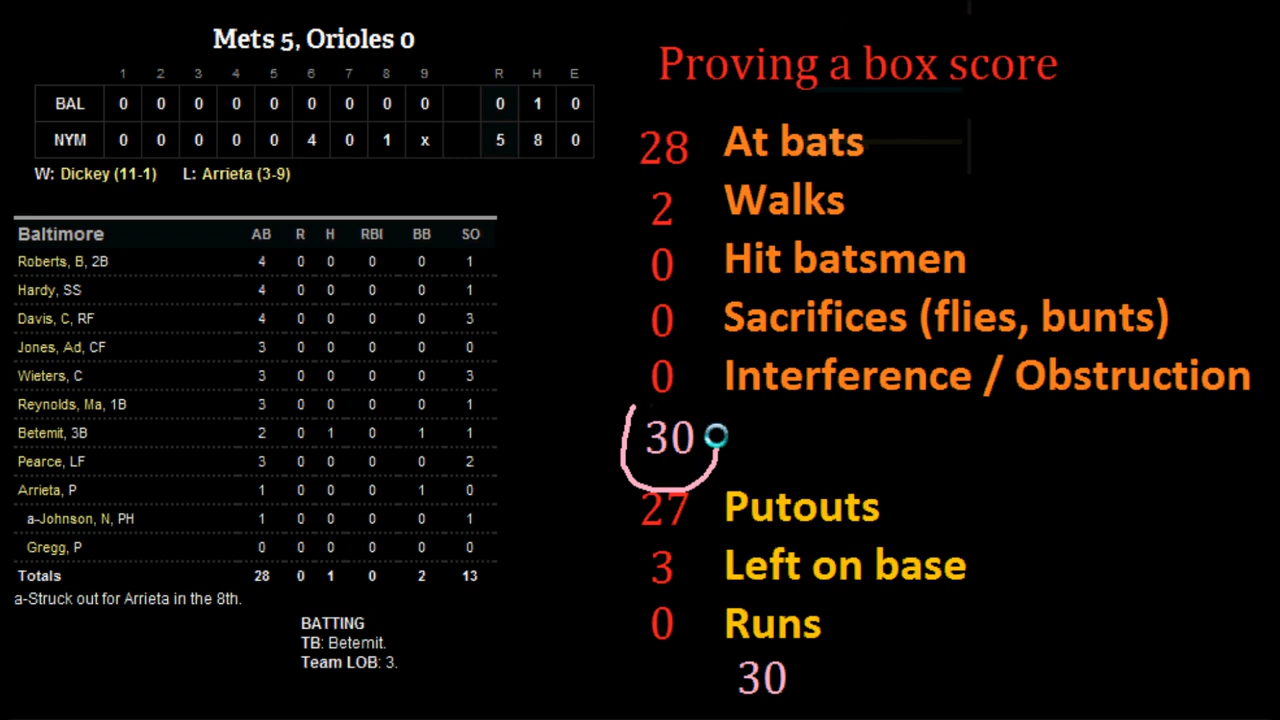 Mets 5, Orioles 0
1 2 3 4 5 6 7 8 9 R H E
BAL 0 0 0 0 0 0 0 0 0 0 1 0
NYM 0 0 0 0 0 4 0 1 x 5 8 0
W: Dickey (11-1) L: Arrieta (3-9)
Baltimore AB R H RBI BB SO
Roberts, B, 2B 4 0 0 0 0 1
Hardy, SS 4 0 0 0 0 1
Davis, C, RF 4 0 0 0 0 3
Jones, Ad, CF 3 0 0 0 0 0
Wieters, C 3 0 0 0 0 3
Reynolds, Ma, 1B 3 0 0 0 0 1
Betemit, 3B 2 0 1 0 1 1
Pearce, LF 3 0 0 0 0 2
Arrieta, P 1 0 0 0 1 0
a-Johnson, N, PH 1 0 0 0 0 1
Gregg, P 0 0 0 0 0 0
Totals 28 0 1 0 2 13
a-Struck out for Arrieta in the 8th.
BATTING
TB: Betemit.
Team LOB: 3.
Proving a box score
28 At bats
2 Walks
0 Hit batsmen
0 Sacrifices (flies, bunts)
0 Interference / Obstruction
30
27 Putouts
3 Left on base
0 Runs
30